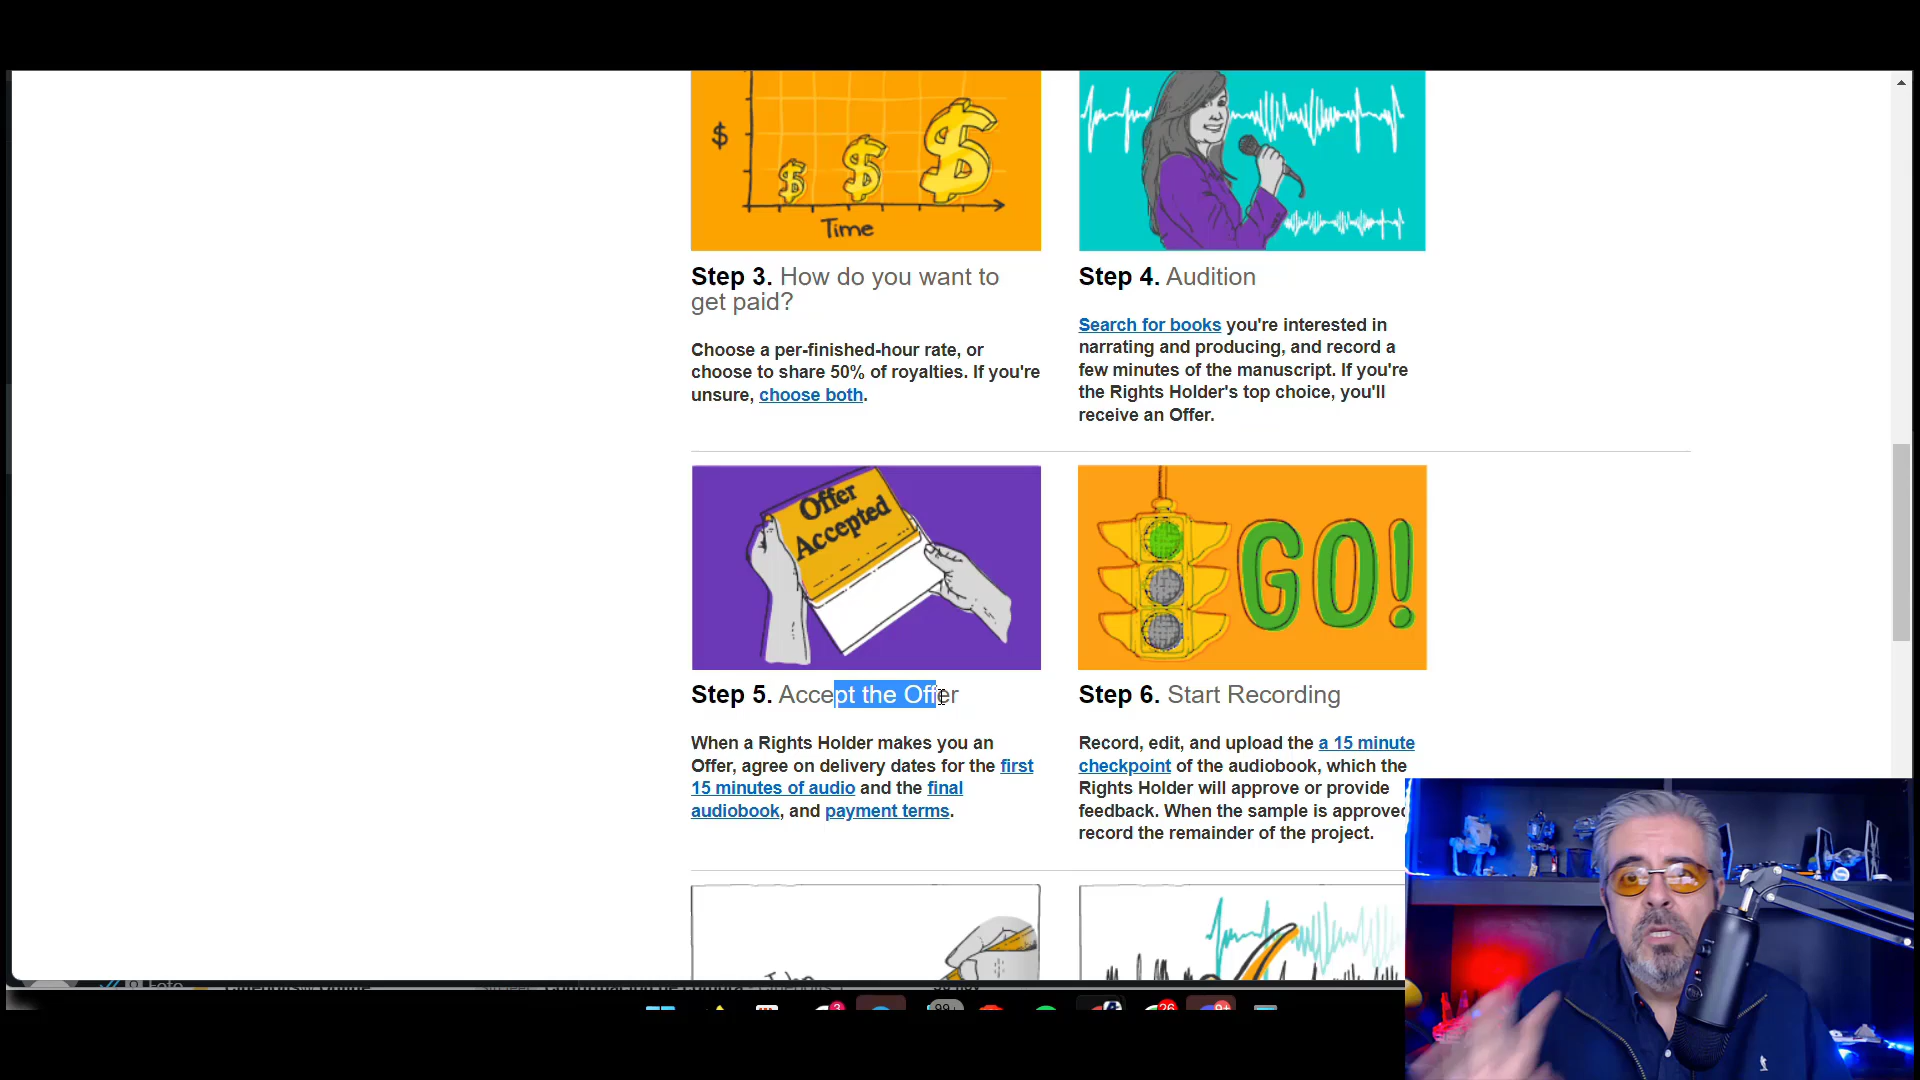 $
Time
Step 3. How do you want to
get paid?
Choose a per-finished-hour rate, or
choose to share 50% of royalties. If you're
unsure, choose both.
Step 4. Audition
Search for books you're interested in
narrating and producing, and record a
few minutes of the manuscript. If you're
the Rights Holder's top choice, you'll
receive an Offer.
Offer
Accepted
Step 5. Accept the Offer
When a Rights Holder makes you an
Offer, agree on delivery dates for the first
15 minutes of audio and the final
audiobook, and payment terms.
GO!
Step 6. Start Recording
Record, edit, and upload the a 15 minute
checkpoint of the audiobook, which the
Rights Holder will approve or provide
feedback. When the sample is approved
record the remainder of the project.
Foto
3
99+
26
9+